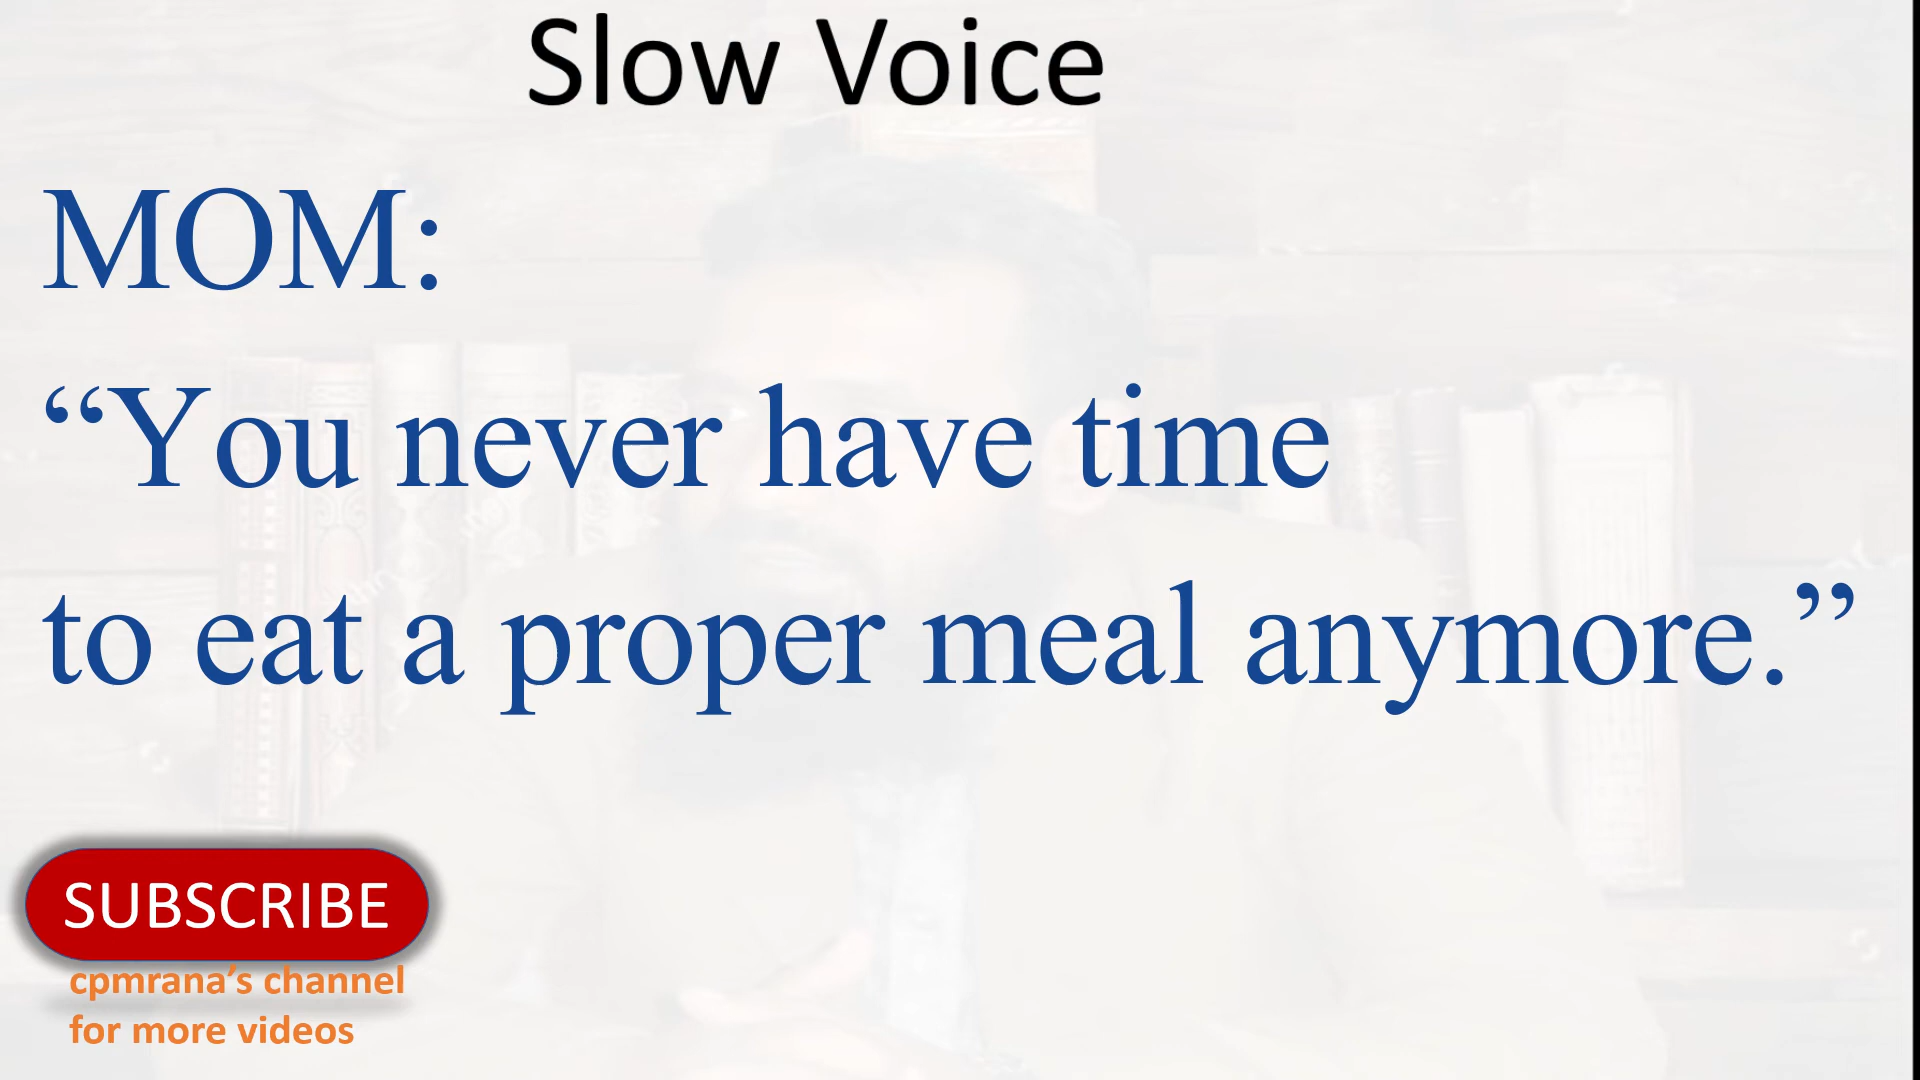 Slow Voice
MOM:
“You never have time
to eat a proper meal anymore.”
SUBSCRIBE
cpmrana’s channel
for more videos